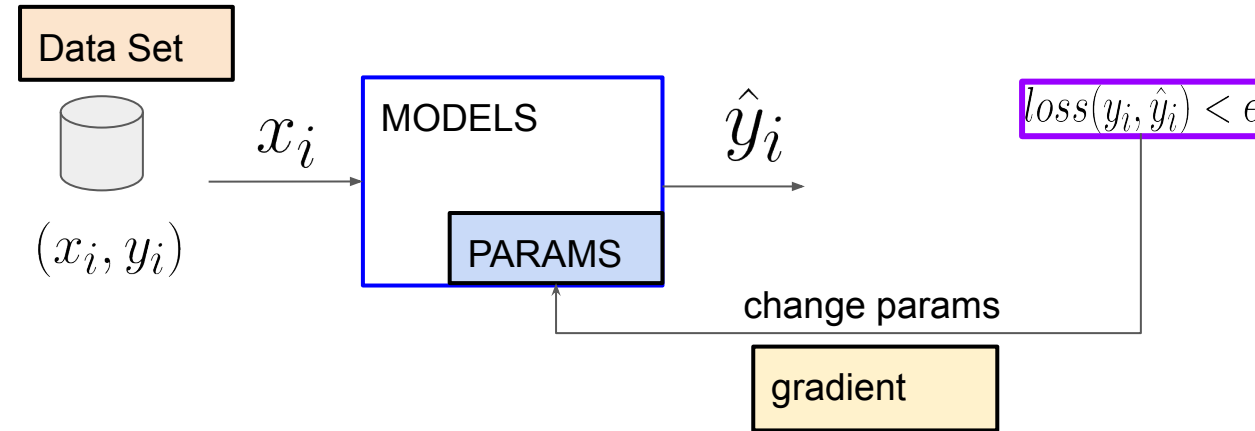 Data Set
x_i
MODELS
ŷ_i
loss(y_i, ŷ_i) < e
(x_i, y_i)
PARAMS
change params
gradient